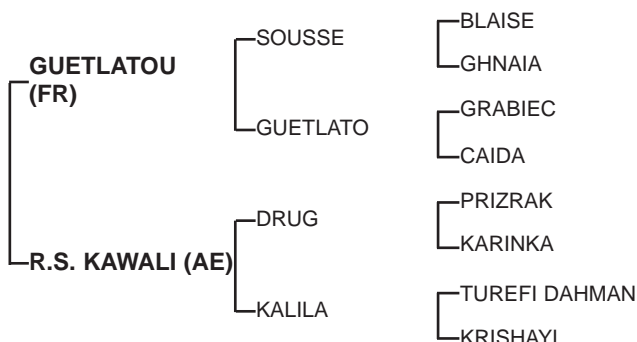 GUETLATOU
(FR)
SOUSSE
BLAISE
GHNAIA
GUETLATO
GRABIEC
CAIDA
R.S. KAWALI (AE)
DRUG
PRIZRAK
KARINKA
KALILA
TUREFI DAHMAN
KRISHAYI